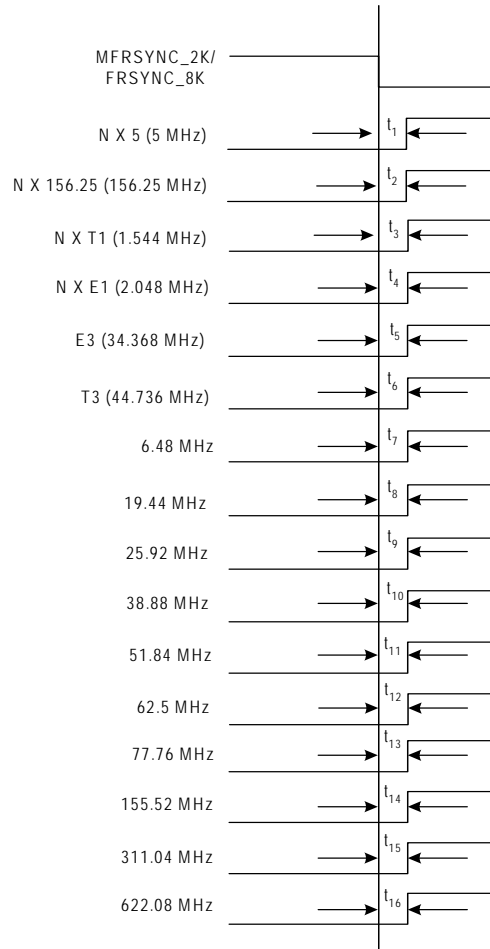 MFRSYNC_2K/
FRSYNC_8K
N X 5 (5 MHz) t1
N X 156.25 (156.25 MHz) t2
N X T1 (1.544 MHz) t3
N X E1 (2.048 MHz) t4
E3 (34.368 MHz) t5
T3 (44.736 MHz) t6
6.48 MHz t7
19.44 MHz t8
25.92 MHz t9
38.88 MHz t10
51.84 MHz t11
62.5 MHz t12
77.76 MHz t13
155.52 MHz t14
311.04 MHz t15
622.08 MHz t16